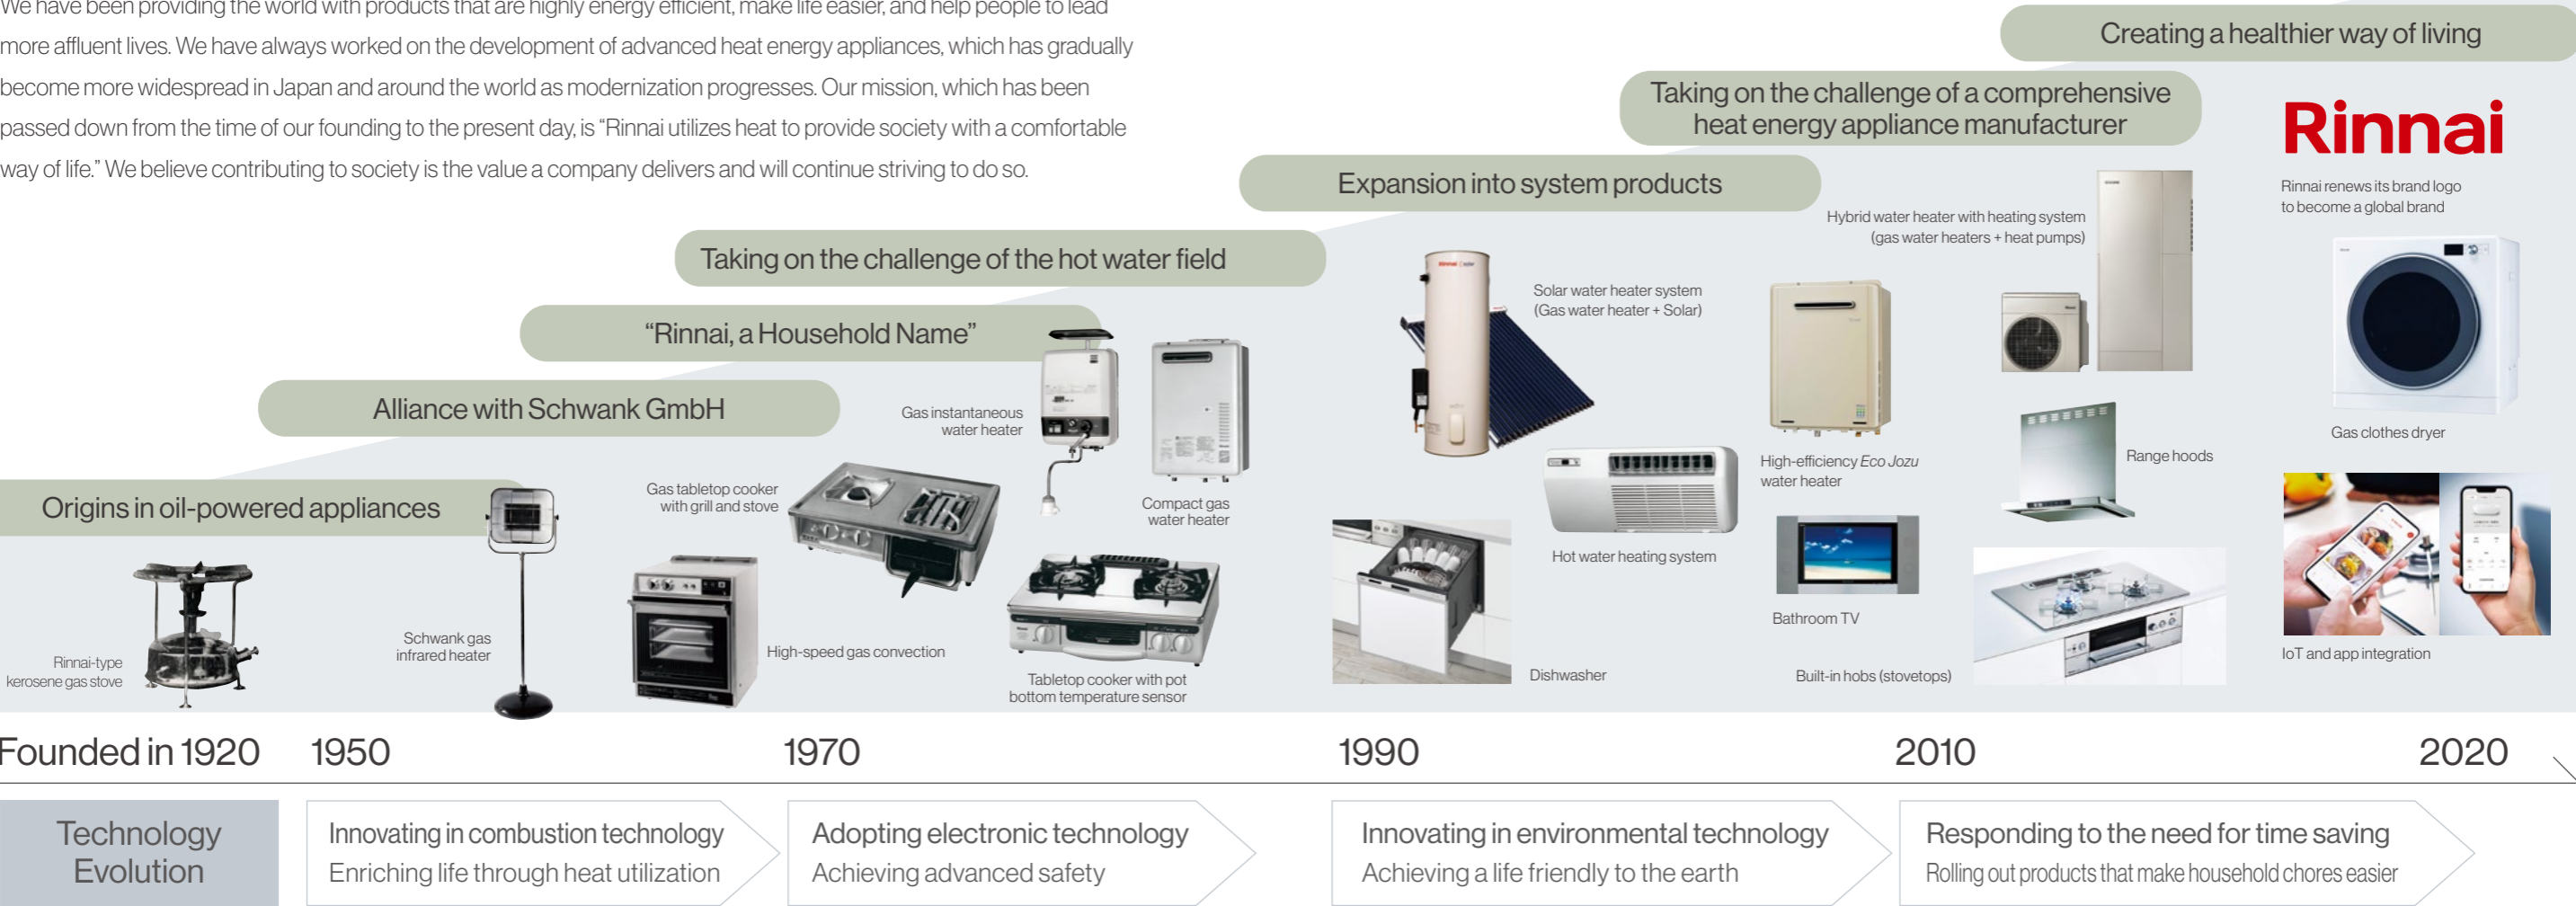 We have been providing the world with products that are highly energy efficient, make life easier, and help people to lead
more affluent lives. We have always worked on the development of advanced heat energy appliances, which has gradually
become more widespread in Japan and around the world as modernization progresses. Our mission, which has been
passed down from the time of our founding to the present day, is “Rinnai utilizes heat to provide society with a comfortable
way of life.” We believe contributing to society is the value a company delivers and will continue striving to do so.
Creating a healthier way of living
Taking on the challenge of a comprehensive
heat energy appliance manufacturer
Expansion into system products
Taking on the challenge of the hot water field
“Rinnai, a Household Name”
Alliance with Schwank GmbH
Origins in oil-powered appliances
Rinnai-type
kerosene gas stove
Schwank gas
infrared heater
Gas tabletop cooker
with grill and stove
High-speed gas convection
Gas instantaneous
water heater
Compact gas
water heater
Tabletop cooker with pot
bottom temperature sensor
Solar water heater system
(Gas water heater + Solar)
Hot water heating system
Dishwasher
Hybrid water heater with heating system
(gas water heaters + heat pumps)
High-efficiency Eco Jozu
water heater
Bathroom TV
Range hoods
Built-in hobs (stovetops)
Rinnai
Rinnai renews its brand logo
to become a global brand
Gas clothes dryer
IoT and app integration
Founded in 1920
1950
1970
1990
2010
2020
Technology
Evolution
Innovating in combustion technology
Enriching life through heat utilization
Adopting electronic technology
Achieving advanced safety
Innovating in environmental technology
Achieving a life friendly to the earth
Responding to the need for time saving
Rolling out products that make household chores easier